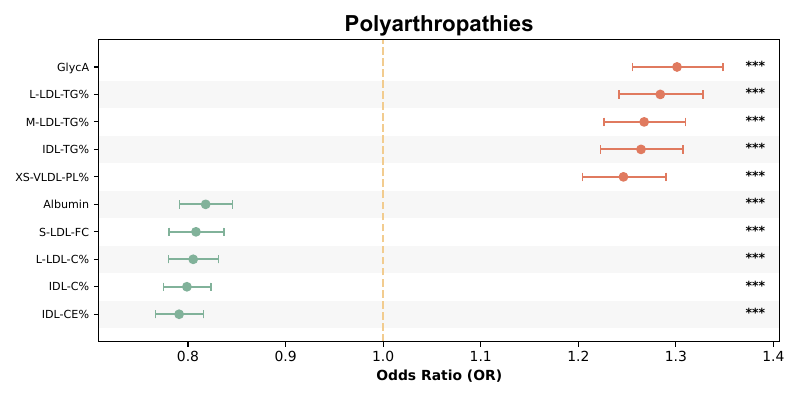 Polyarthropathies
GlycA ***
L-LDL-TG% ***
M-LDL-TG% ***
IDL-TG% ***
XS-VLDL-PL% ***
Albumin ***
S-LDL-FC ***
L-LDL-C% ***
IDL-C% ***
IDL-CE% ***
0.8 0.9 1.0 1.1 1.2 1.3 1.4
Odds Ratio (OR)